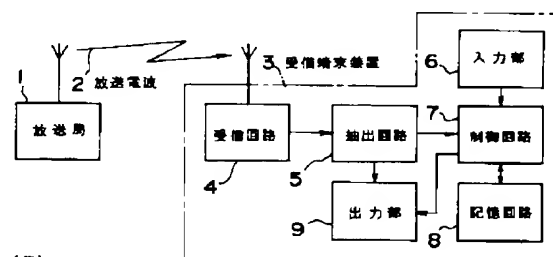 1
放送局
2 放送電波
3 受信端末装置
4
受信回路
5
抽出回路
6
入力部
7
制御回路
8
記憶回路
9
出力部